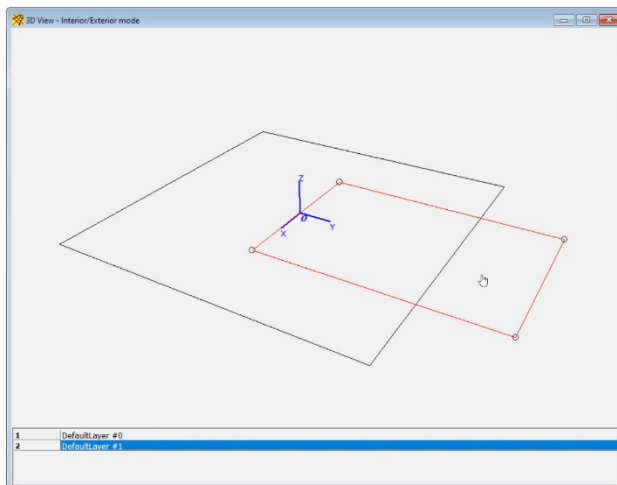 3D View - Interior/Exterior mode
Z
O
Y
X
1 DefaultLayer #0
2 DefaultLayer #1